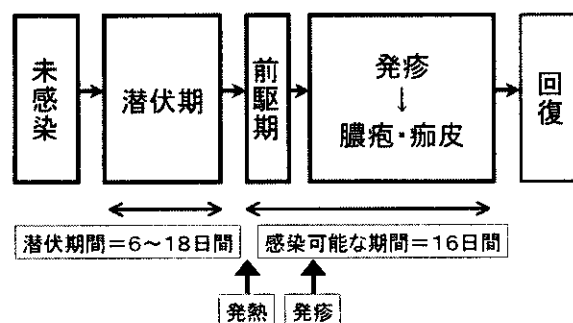 未感染
潜伏期
前駆期
発疹
↓
膿疱・痂皮
回復
潜伏期間=6~18日間
感染可能な期間=16日間
発熱
発疹